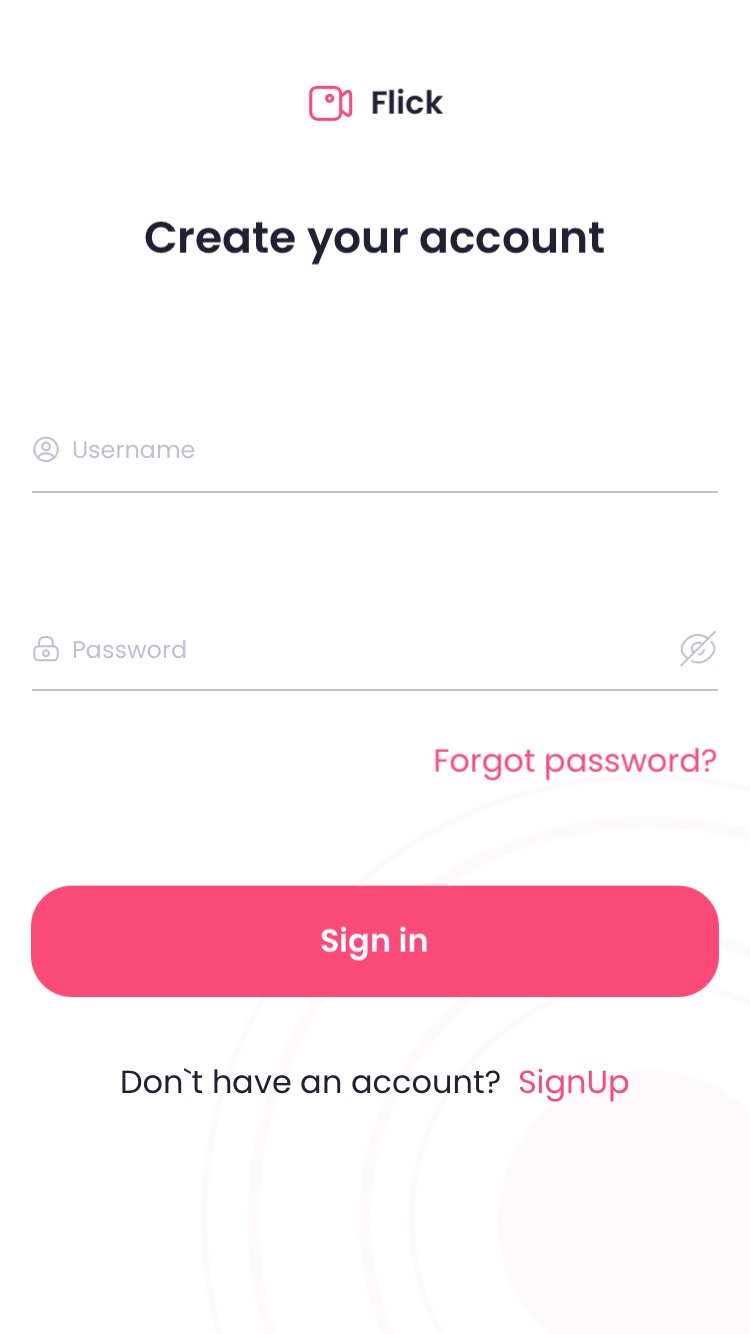 Flick
Create your account
Username
Password
Forgot password?
Sign in
Don`t have an account? SignUp